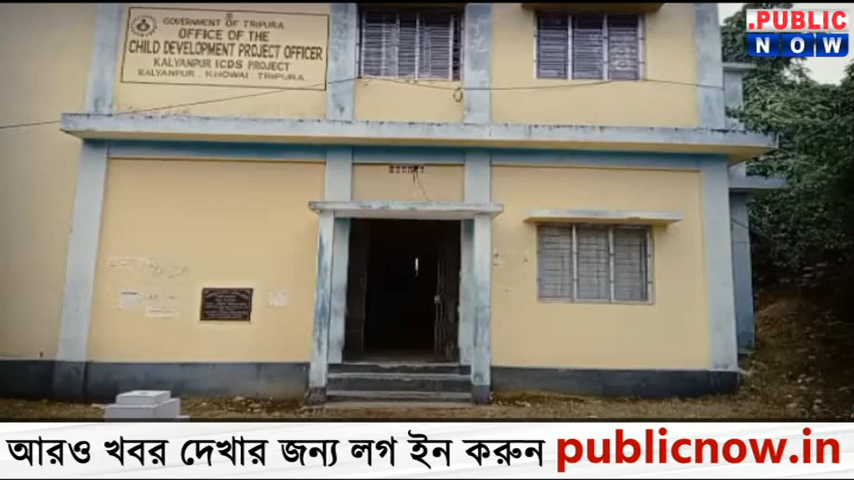 GOVERNMENT OF TRIPURA
OFFICE OF THE
CHILD DEVELOPMENT PROJECT OFFICER
KALYANPUR ICDS PROJECT
KALYANPUR, KHOWAI TRIPURA
.PUBLIC
NOW
আরও খবর দেখার জন্য লগ ইন করুন publicnow.in